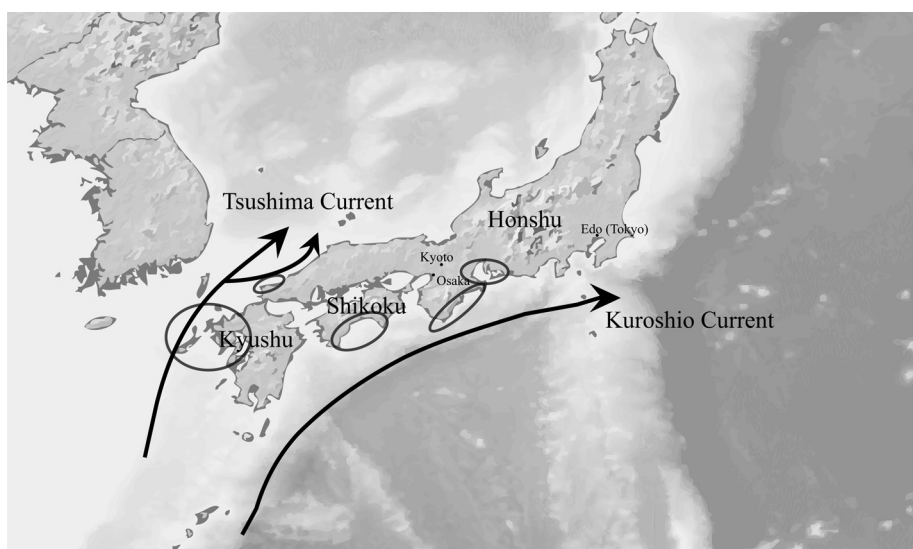 Tsushima Current
Honshu
Edo (Tokyo)
Kyoto
Osaka
Shikoku
Kyushu
Kuroshio Current